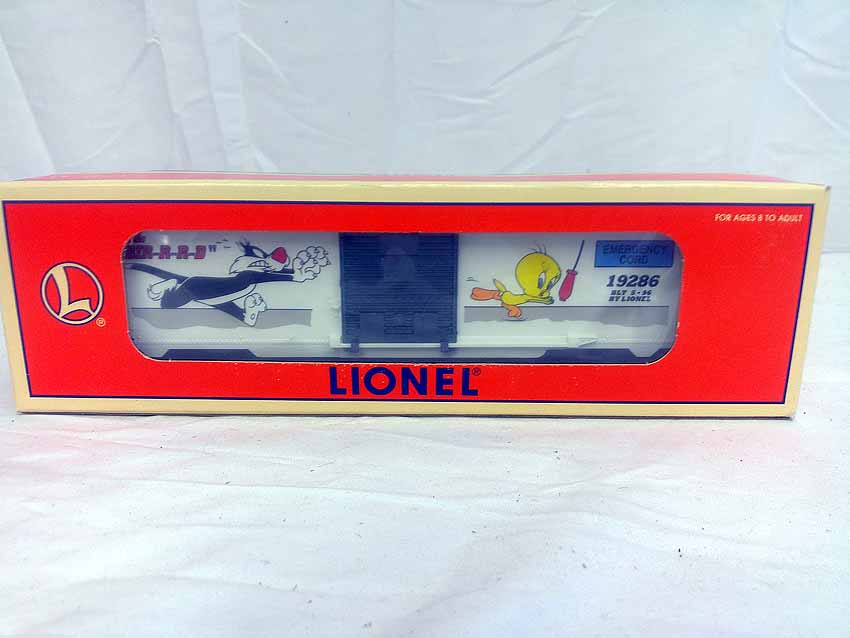 FOR AGES 8 TO ADULT
R-R-R-D"
EMERGENCY
CORD
19286
BLT 5-96
BY LIONEL
L
LIONEL®